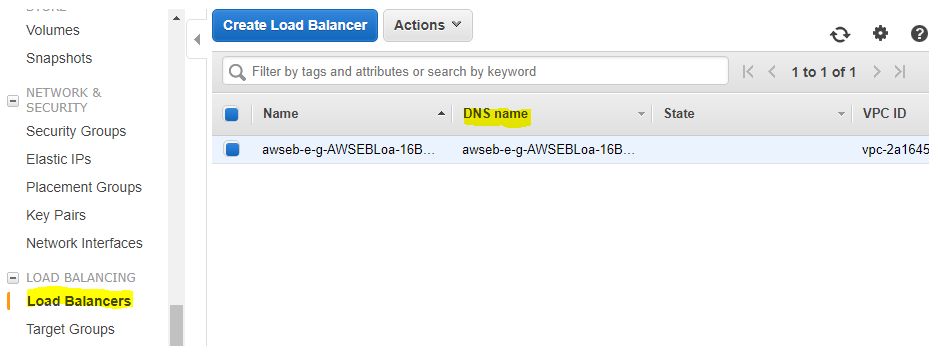 Volumes
Snapshots
NETWORK &
SECURITY
Security Groups
Elastic IPs
Placement Groups
Key Pairs
Network Interfaces
LOAD BALANCING
Load Balancers
Target Groups
Create Load Balancer Actions
Filter by tags and attributes or search by keyword 1 to 1 of 1
Name DNS name State VPC ID
awseb-e-g-AWSEBLoa-16B... awseb-e-g-AWSEBLoa-16B... vpc-2a1645